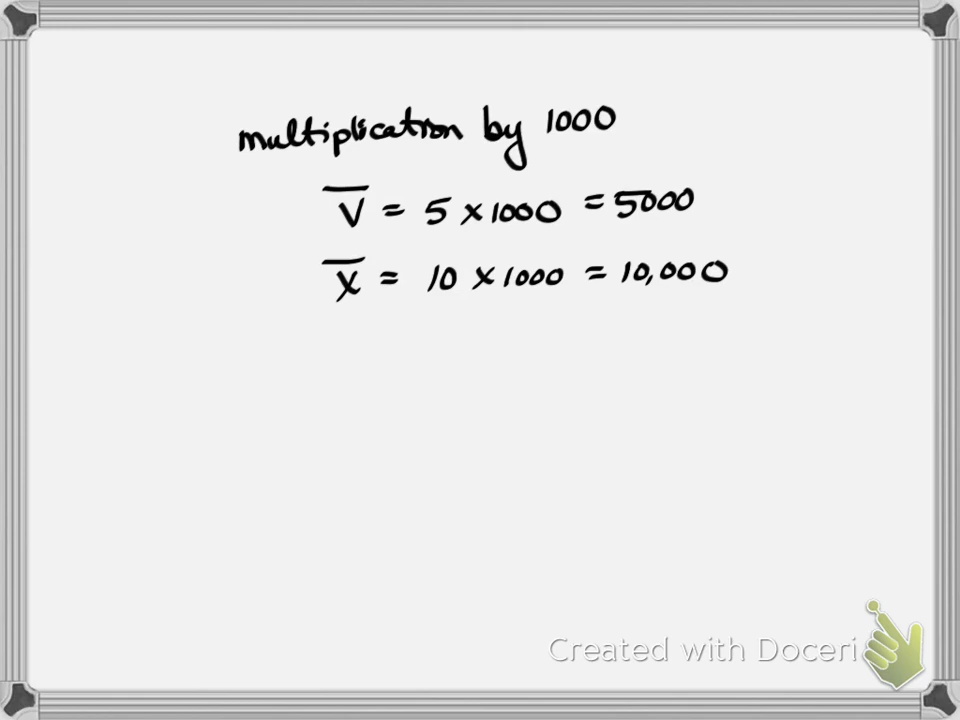 multiplication by 1000
V̅ = 5 x 1000 = 5000
X̅ = 10 x 1000 = 10,000
Created with Doceri